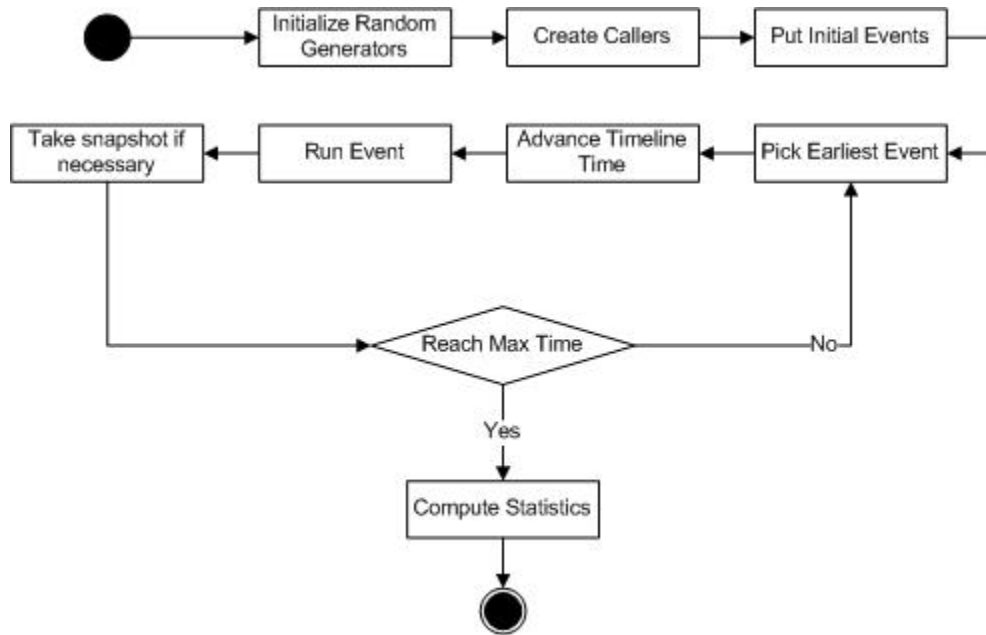 Initialize Random
Generators
Create Callers
Put Initial Events
Take snapshot if
necessary
Run Event
Advance Timeline
Time
Pick Earliest Event
Reach Max Time
No
Yes
Compute Statistics